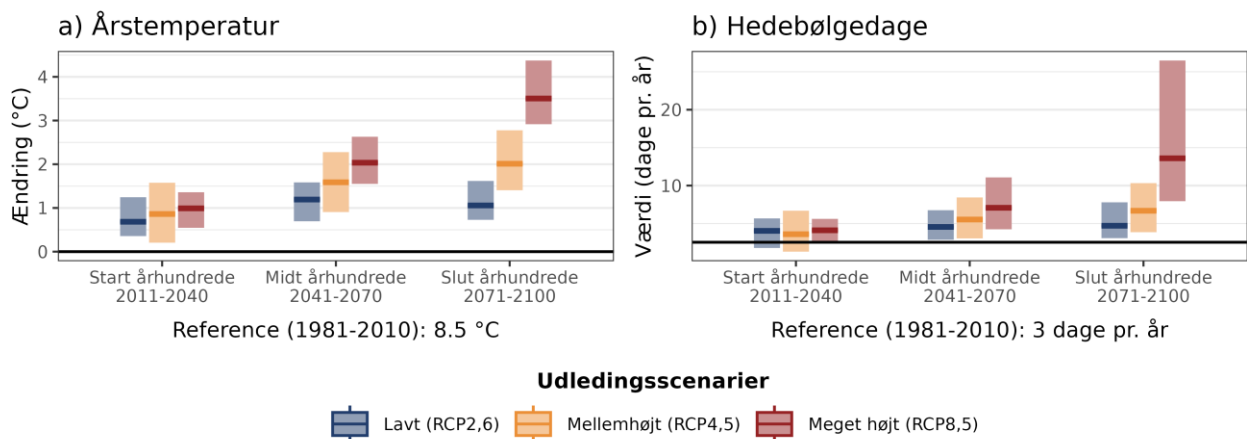 a) Årstemperatur
Ændring (°C)
4
3
2
1
0
Start århundrede
2011-2040
Midt århundrede
2041-2070
Slut århundrede
2071-2100
Reference (1981-2010): 8.5 °C
b) Hedebølgedage
Værdi (dage pr. år)
20
10
Start århundrede
2011-2040
Midt århundrede
2041-2070
Slut århundrede
2071-2100
Reference (1981-2010): 3 dage pr. år
Udledingsscenarier
Lavt (RCP2,6)
Mellemhøjt (RCP4,5)
Meget højt (RCP8,5)